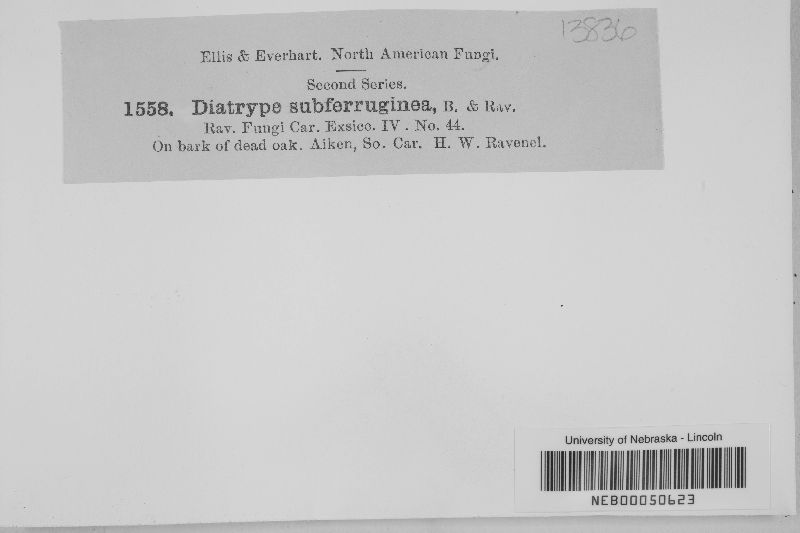 13836
Ellis & Everhart. North American Fungi.
Second Series.
1558. Diatrype subferruginea, B. & Rav.
Rav. Fungi Car. Exsicc. IV. No. 44.
On bark of dead oak. Aiken, So. Car. H. W. Ravenel.
University of Nebraska - Lincoln
NEB00050623